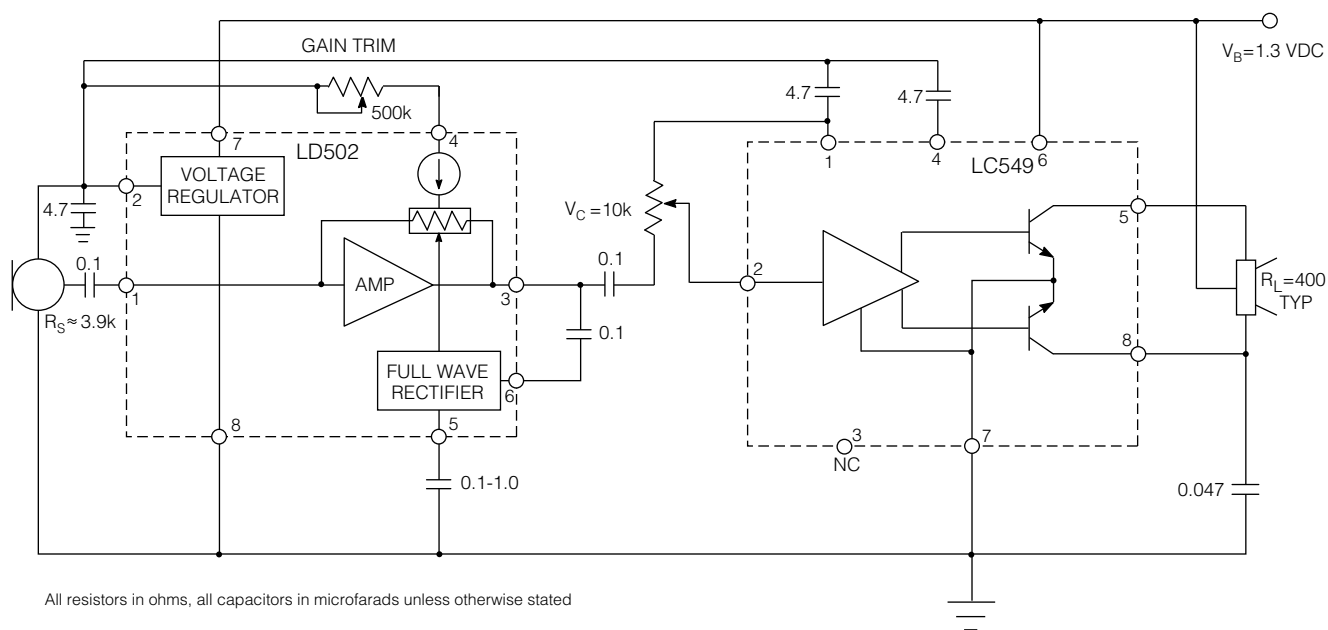 V_B=1.3 VDC
GAIN TRIM
4.7
4.7
500k
7
4
LD502
1
4
6
LC549
VOLTAGE
REGULATOR
2
4.7
V_C =10k
5
0.1
0.1
2
1
AMP
3
R_L=400
TYP
R_S≈3.9k
0.1
8
FULL WAVE
RECTIFIER
6
8
5
3
7
NC
0.1-1.0
0.047
All resistors in ohms, all capacitors in microfarads unless otherwise stated